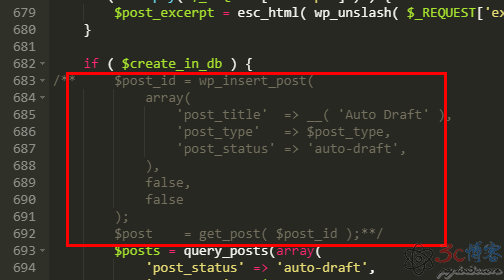 679 $post_excerpt = esc_html( wp_unslash( $_REQUEST['ex
680 }
681
682 if ( $create_in_db ) {
683 /** $post_id = wp_insert_post(
684 array(
685 'post_title' => __( 'Auto Draft' ),
686 'post_type' => $post_type,
687 'post_status' => 'auto-draft',
688 ),
689 false,
690 false
691 );
692 $post = get_post( $post_id );**/
693 $posts = query_posts(array(
694 'post_status' => 'auto-draft',